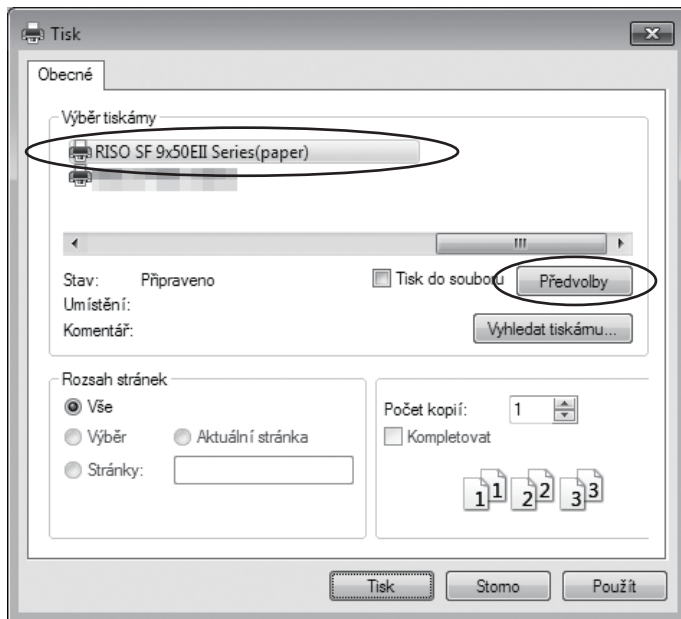 Tisk
Obecné
Výběr tiskárny
RISO SF 9x50EII Series(paper)
Stav: Připraveno
Tisk do souboru
Předvolby
Umístění:
Komentář:
Vyhledat tiskárnu...
Rozsah stránek
Vše
Výběr
Aktuální stránka
Stránky:
Počet kopií: 1
Kompletovat
1 1 2 2 3 3
Tisk
Storno
Použít